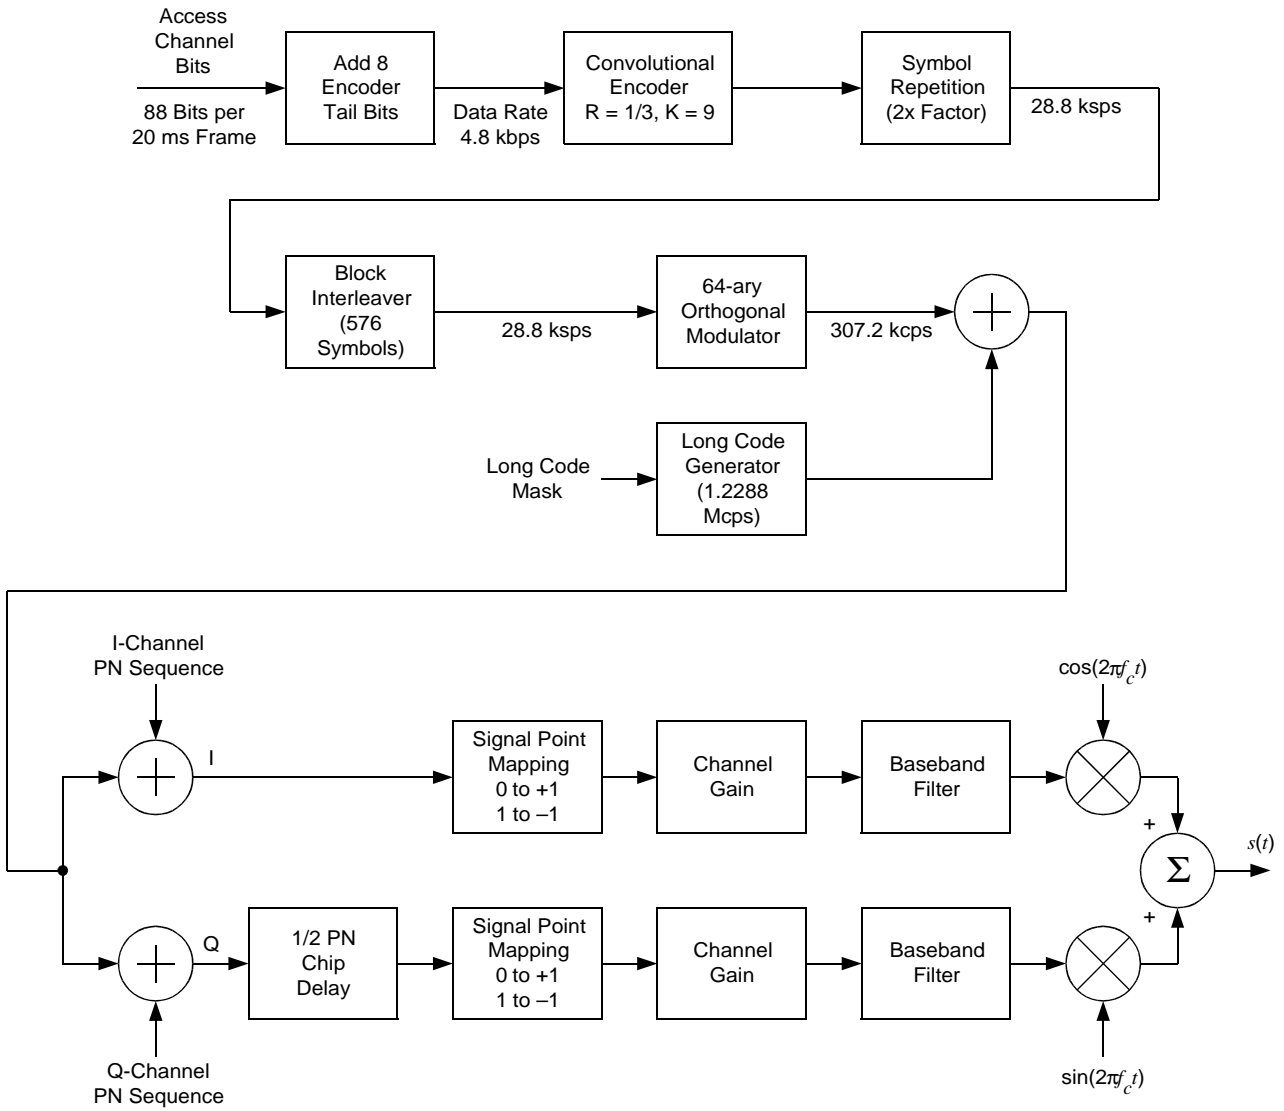 Access
Channel
Bits
88 Bits per
20 ms Frame
Add 8
Encoder
Tail Bits
Data Rate
4.8 kbps
Convolutional
Encoder
R = 1/3, K = 9
Symbol
Repetition
(2x Factor)
28.8 ksps
Block
Interleaver
(576
Symbols)
28.8 ksps
64-ary
Orthogonal
Modulator
307.2 kcps
Long Code
Mask
Long Code
Generator
(1.2288
Mcps)
I-Channel
PN Sequence
I
Signal Point
Mapping
0 to +1
1 to –1
Channel
Gain
Baseband
Filter
cos(2πf_c t)
+
Σ
s(t)
+
Q
1/2 PN
Chip
Delay
Signal Point
Mapping
0 to +1
1 to –1
Channel
Gain
Baseband
Filter
Q-Channel
PN Sequence
sin(2πf_c t)